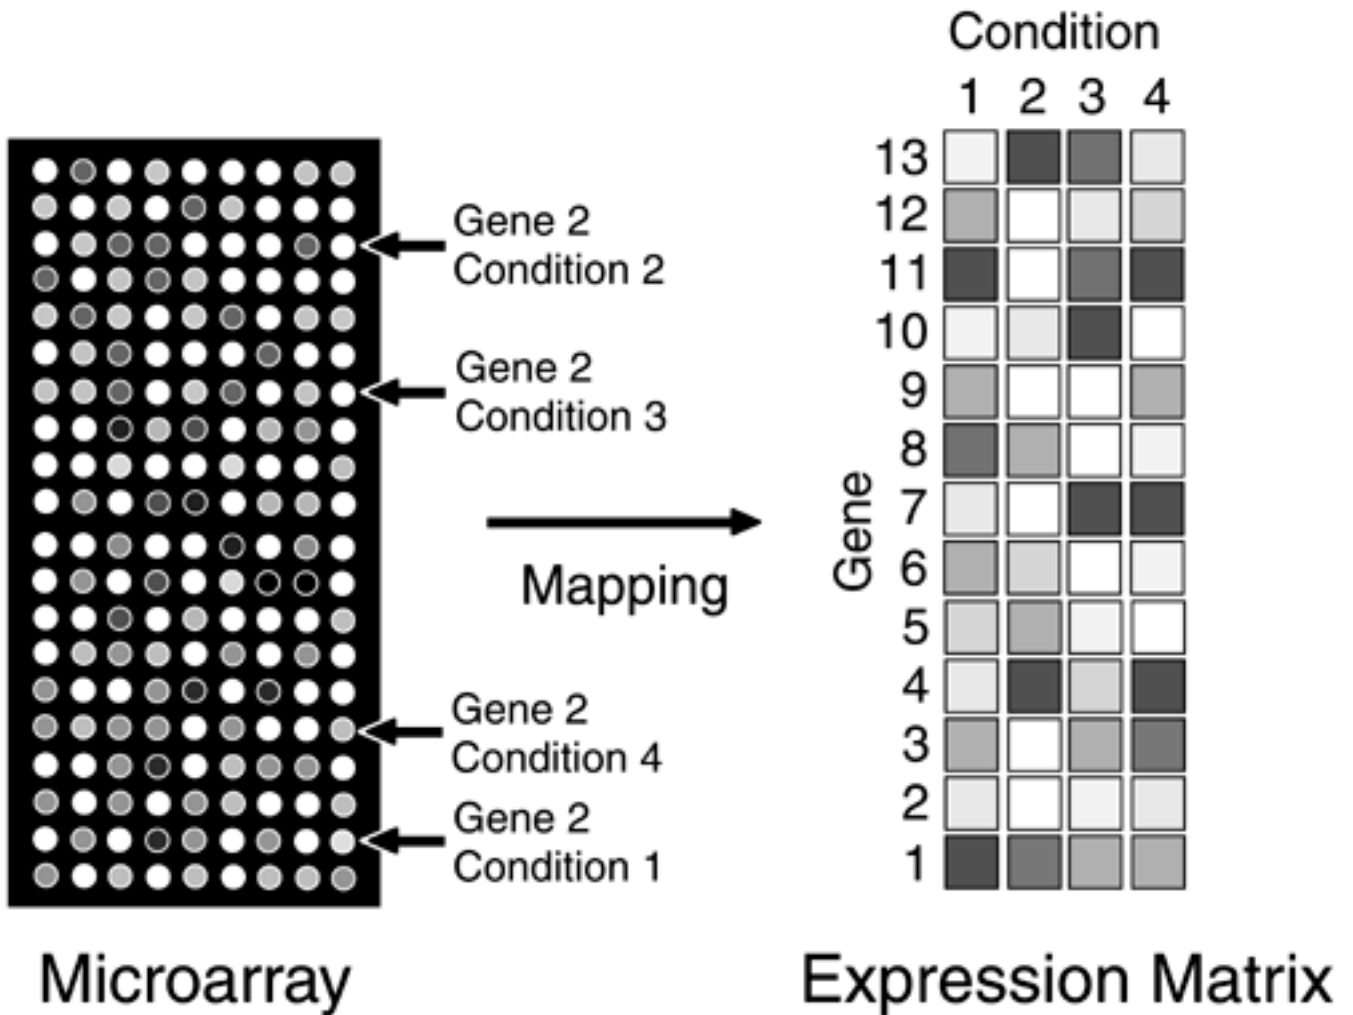 Condition
1 2 3 4
13
12
11
10
9
8
7
6
5
4
3
2
1
Gene
Gene 2
Condition 2
Gene 2
Condition 3
Mapping
Gene 2
Condition 4
Gene 2
Condition 1
Microarray
Expression Matrix